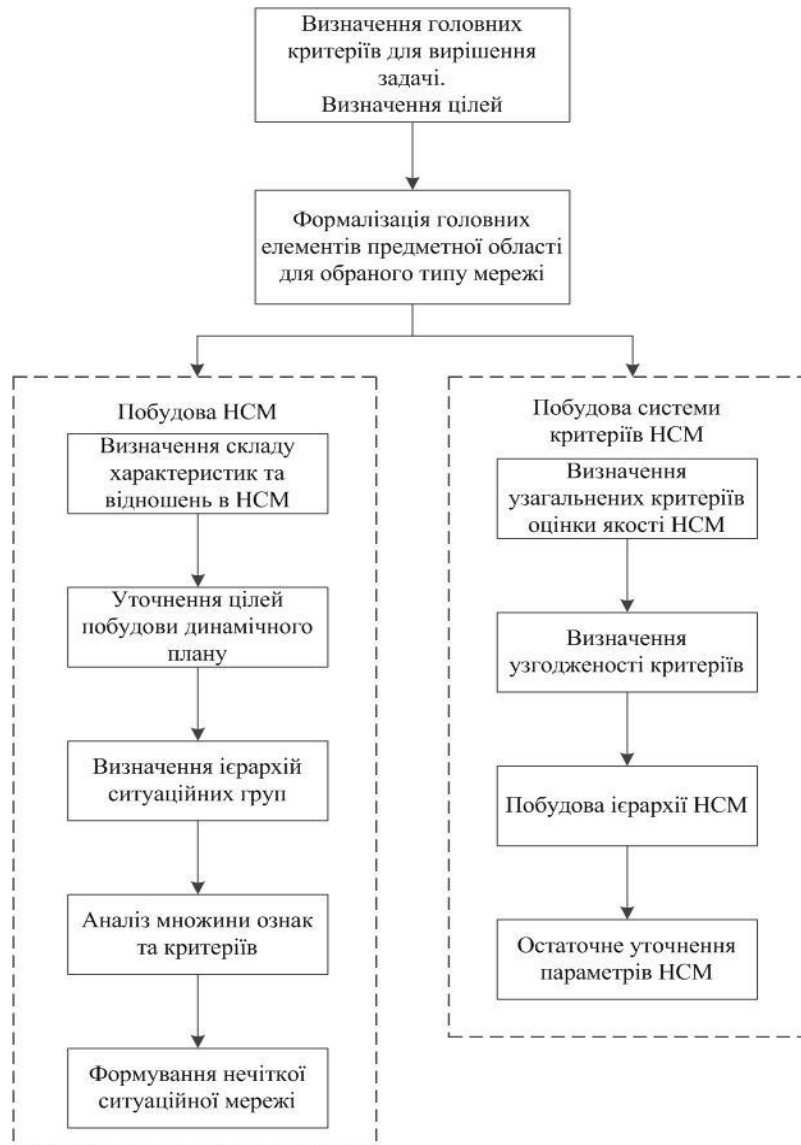 Визначення головних
критеріїв для вирішення
задачі.
Визначення цілей
Формалізація головних
елементів предметної області
для обраного типу мережі
Побудова НСМ
Визначення складу
характеристик та
відношень в НСМ
Уточнення цілей
побудови динамічного
плану
Визначення ієрархій
ситуаційних груп
Аналіз множини ознак
та критеріїв
Формування нечіткої
ситуаційної мережі
Побудова системи
критеріїв НСМ
Визначення
узагальнених критеріїв
оцінки якості НСМ
Визначення
узгодженості критеріїв
Побудова ієрархії НСМ
Остаточне уточнення
параметрів НСМ